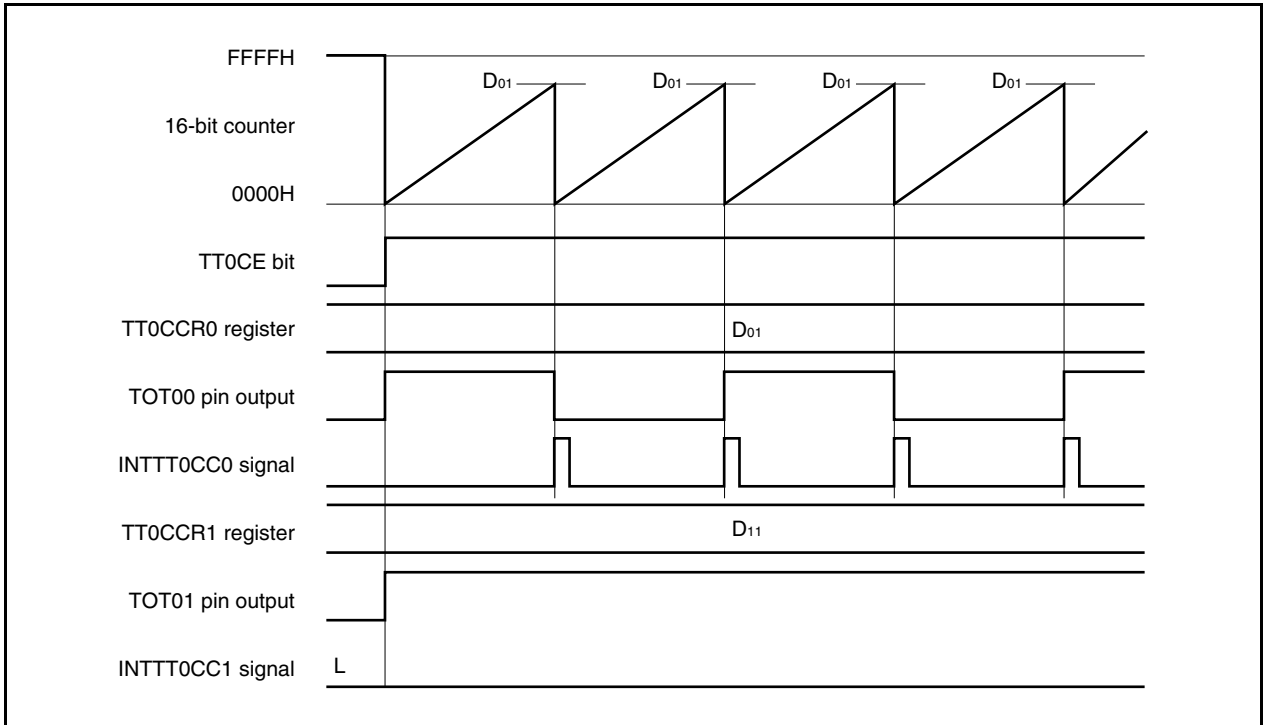 FFFFH
D01 D01 D01 D01
16-bit counter
0000H
TT0CE bit
TT0CCR0 register
D01
TOT00 pin output
INTTT0CC0 signal
TT0CCR1 register
D11
TOT01 pin output
INTTT0CC1 signal
L